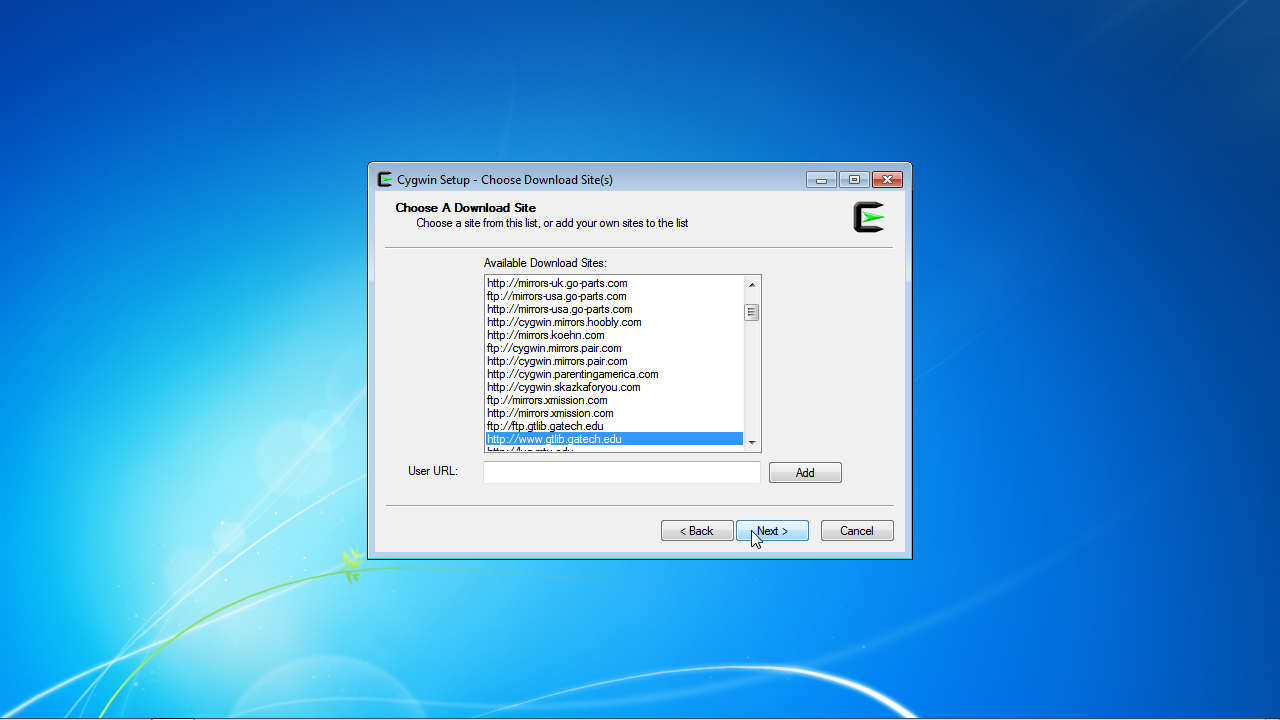 Cygwin Setup - Choose Download Site(s)
Choose A Download Site
Choose a site from this list, or add your own sites to the list
Available Download Sites:
http://mirrors-uk.go-parts.com
ftp://mirrors-usa.go-parts.com
http://mirrors-usa.go-parts.com
http://cygwin.mirrors.hoobly.com
http://mirrors.koehn.com
ftp://cygwin.mirrors.pair.com
http://cygwin.mirrors.pair.com
http://cygwin.parentingamerica.com
http://cygwin.skazkaforyou.com
ftp://mirrors.xmission.com
http://mirrors.xmission.com
ftp://ftp.gtlib.gatech.edu
http://www.gtlib.gatech.edu
User URL:
Add
< Back
Next >
Cancel